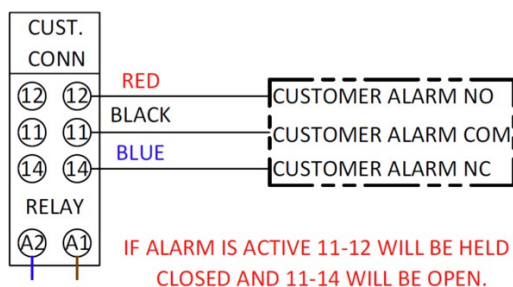 CUST.
CONN
12 12 RED CUSTOMER ALARM NO
11 11 BLACK CUSTOMER ALARM COM
14 14 BLUE CUSTOMER ALARM NC
RELAY
A2 A1
IF ALARM IS ACTIVE 11-12 WILL BE HELD
CLOSED AND 11-14 WILL BE OPEN.